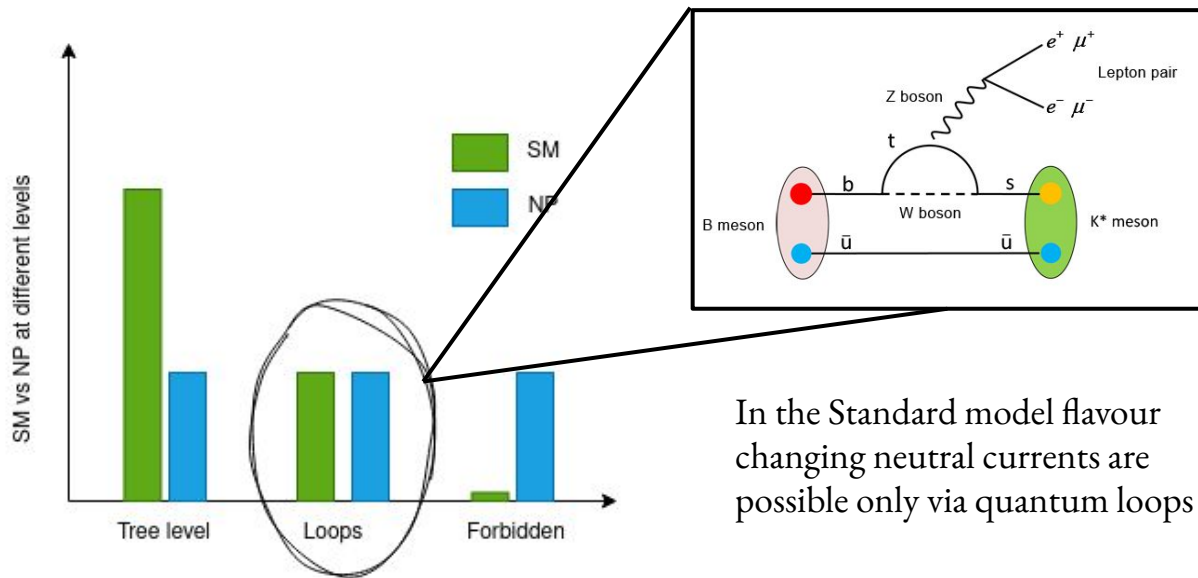 SM vs NP at different levels
SM
NP
Tree level
Loops
Forbidden
e⁺ μ⁺
Lepton pair
Z boson
e⁻ μ⁻
t
b
s
W boson
B meson
K* meson
ū
ū
In the Standard model flavour
changing neutral currents are
possible only via quantum loops